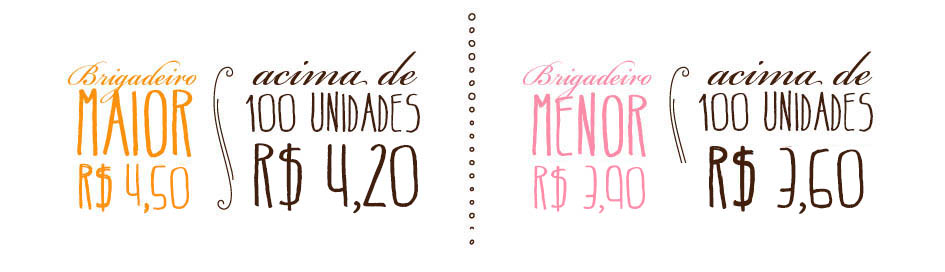 Brigadeiro
MAIOR
R$ 4,50
acima de
100 UNIDADES
R$ 4,20
Brigadeiro
MENOR
R$ 3,90
acima de
100 UNIDADES
R$ 3,60